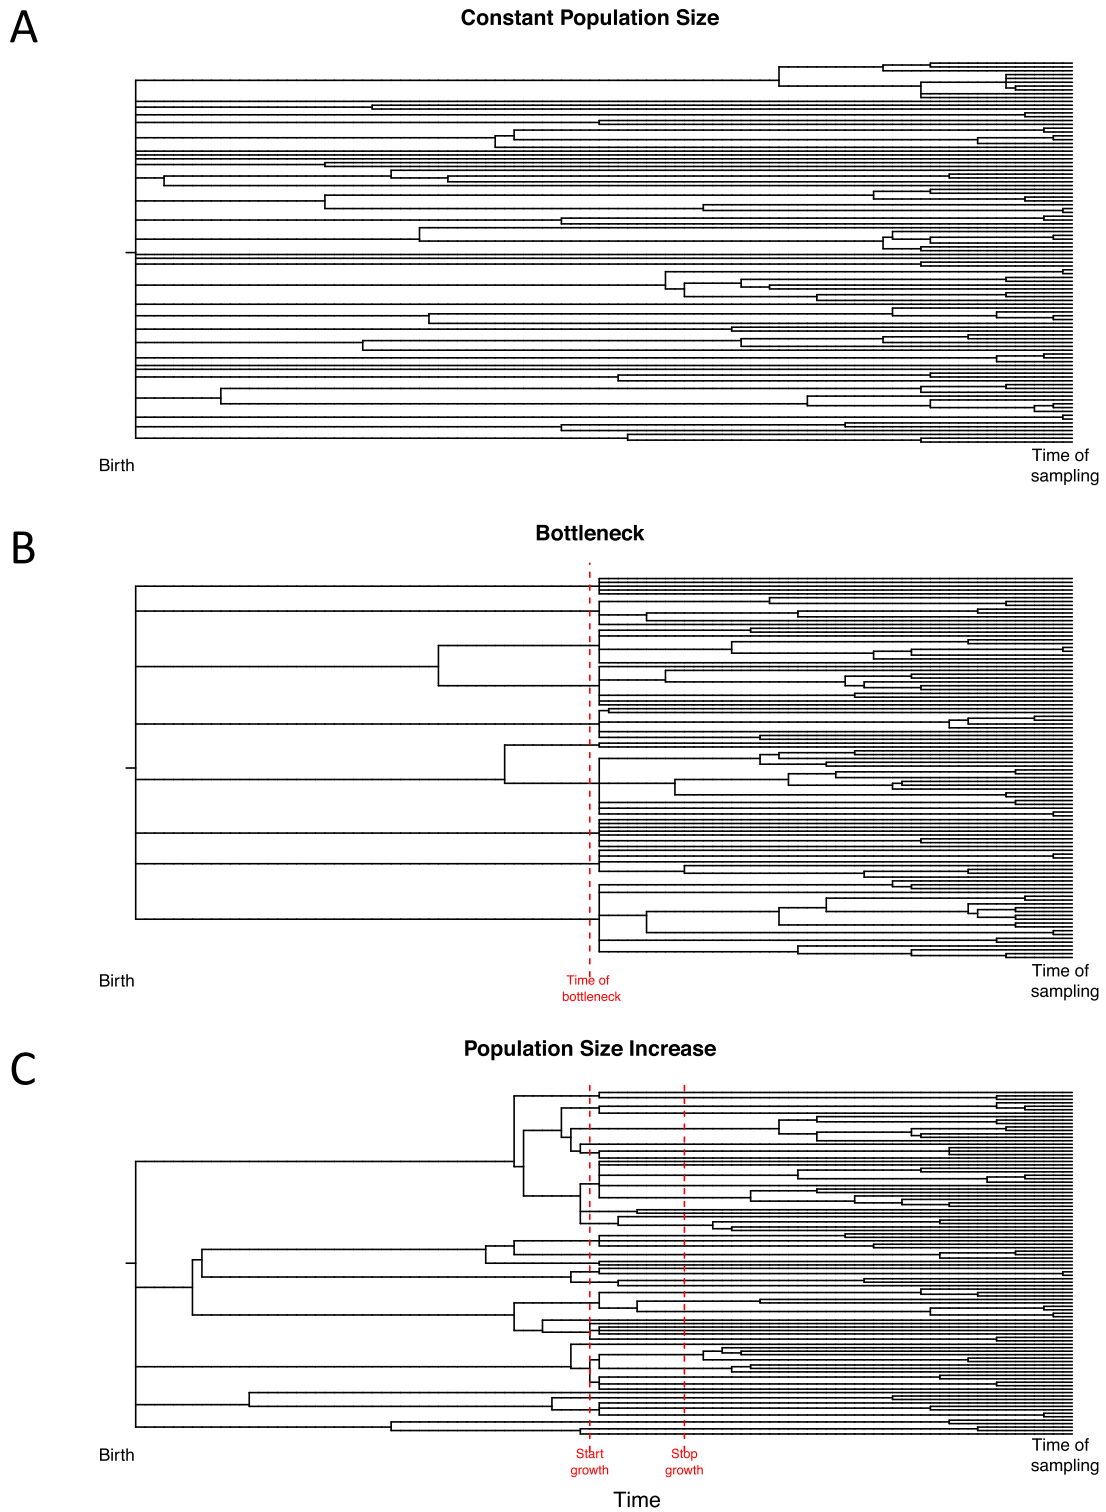 A
Constant Population Size
Birth
Time of
sampling
B
Bottleneck
Birth
Time of
bottleneck
Time of
sampling
C
Population Size Increase
Birth
Start
growth
Stop
growth
Time of
sampling
Time